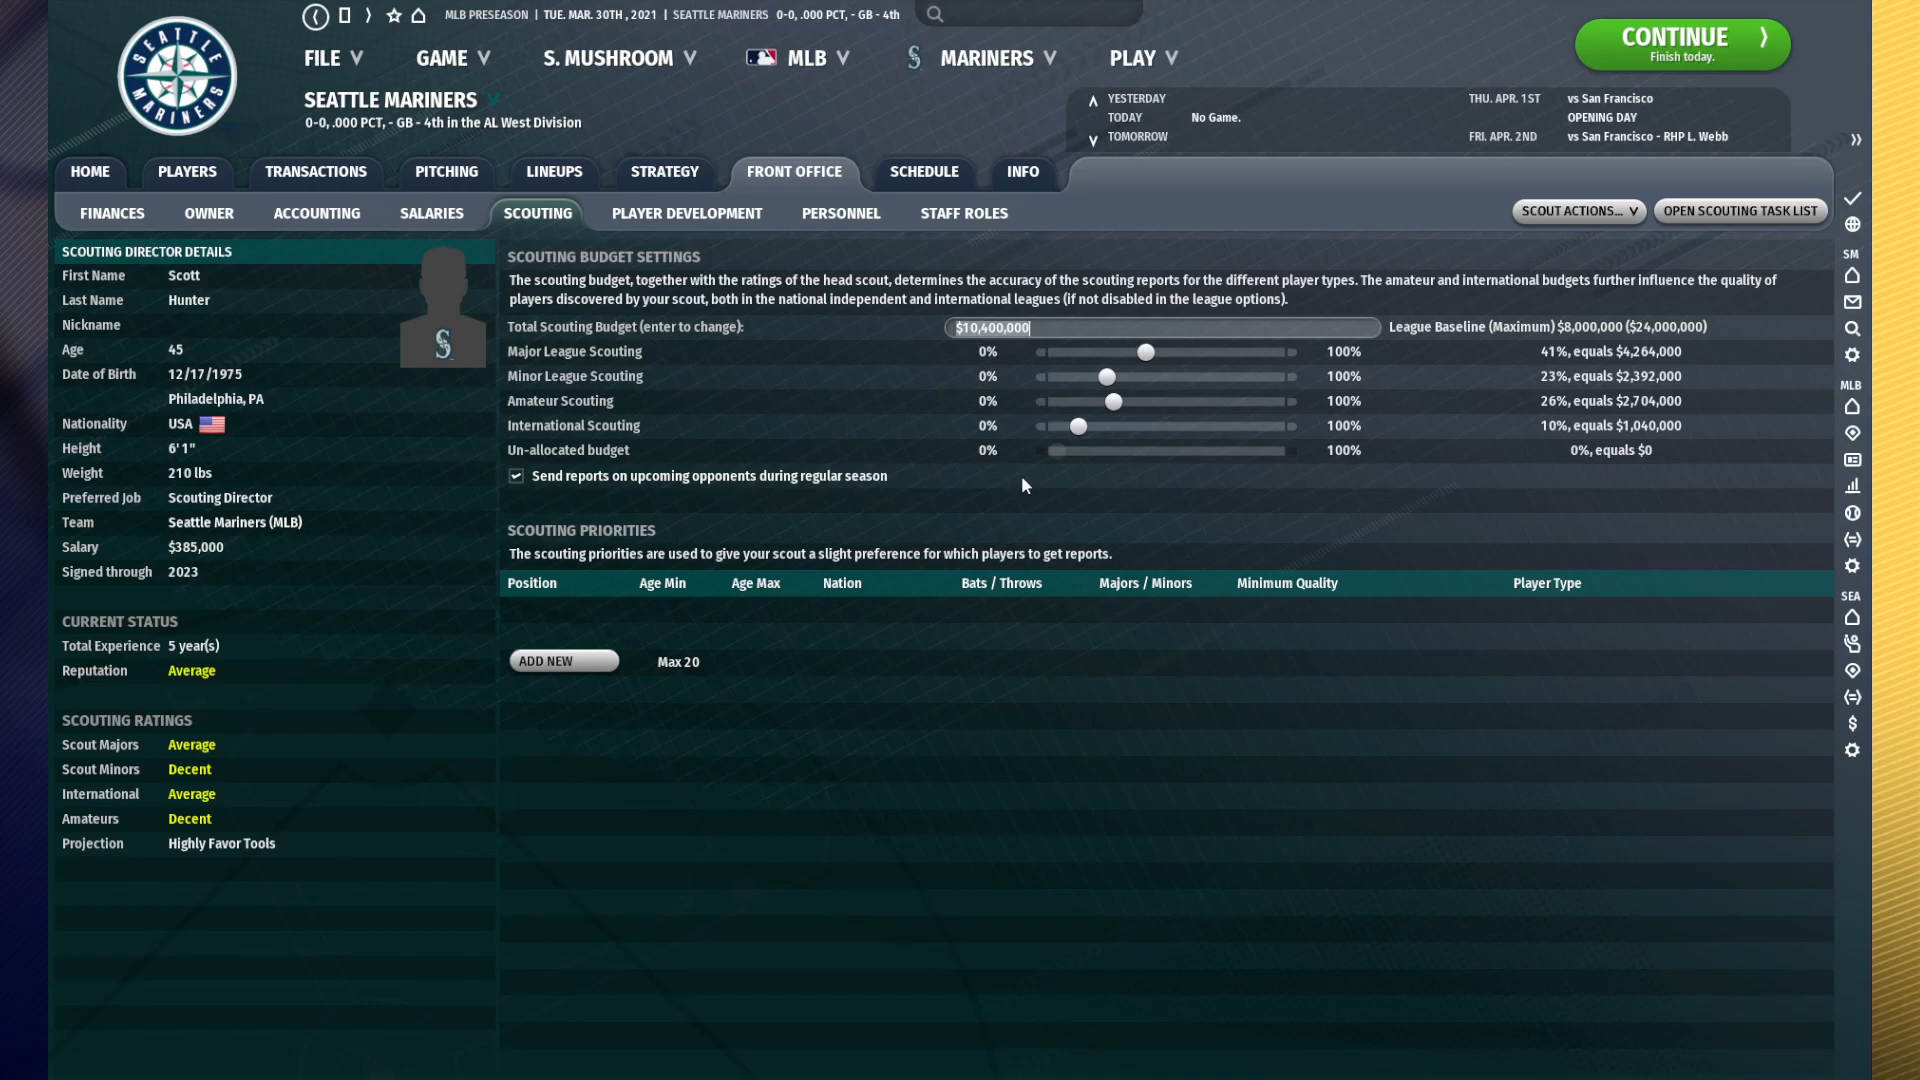 SEATTLE MARINERS
MLB PRESEASON | TUE. MAR. 30TH , 2021 | SEATTLE MARINERS 0-0, .000 PCT, - GB - 4th
FILE GAME S. MUSHROOM MLB MARINERS PLAY
CONTINUE
Finish today.
SEATTLE MARINERS
0-0, .000 PCT, - GB - 4th in the AL West Division
YESTERDAY THU. APR. 1ST vs San Francisco
TODAY No Game. OPENING DAY
TOMORROW FRI. APR. 2ND vs San Francisco - RHP L. Webb
HOME PLAYERS TRANSACTIONS PITCHING LINEUPS STRATEGY FRONT OFFICE SCHEDULE INFO
FINANCES OWNER ACCOUNTING SALARIES SCOUTING PLAYER DEVELOPMENT PERSONNEL STAFF ROLES SCOUT ACTIONS... OPEN SCOUTING TASK LIST
SCOUTING DIRECTOR DETAILS
First Name Scott
Last Name Hunter
Nickname
Age 45
Date of Birth 12/17/1975
Philadelphia, PA
Nationality USA
Height 6' 1"
Weight 210 lbs
Preferred Job Scouting Director
Team Seattle Mariners (MLB)
Salary $385,000
Signed through 2023
CURRENT STATUS
Total Experience 5 year(s)
Reputation Average
SCOUTING RATINGS
Scout Majors Average
Scout Minors Decent
International Average
Amateurs Decent
Projection Highly Favor Tools
SCOUTING BUDGET SETTINGS
The scouting budget, together with the ratings of the head scout, determines the accuracy of the scouting reports for the different player types. The amateur and international budgets further influence the quality of
players discovered by your scout, both in the national independent and international leagues (if not disabled in the league options).
Total Scouting Budget (enter to change): $10,400,000 League Baseline (Maximum) $8,000,000 ($24,000,000)
Major League Scouting 0% 100% 41%, equals $4,264,000
Minor League Scouting 0% 100% 23%, equals $2,392,000
Amateur Scouting 0% 100% 26%, equals $2,704,000
International Scouting 0% 100% 10%, equals $1,040,000
Un-allocated budget 0% 100% 0%, equals $0
Send reports on upcoming opponents during regular season
SCOUTING PRIORITIES
The scouting priorities are used to give your scout a slight preference for which players to get reports.
Position Age Min Age Max Nation Bats / Throws Majors / Minors Minimum Quality Player Type
ADD NEW Max 20
SM
MLB
SEA